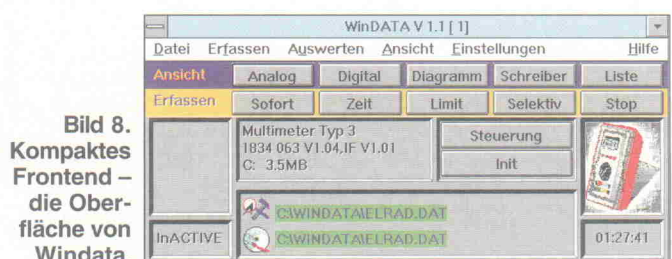 Bild 8.
Kompaktes
Frontend –
die Ober-
fläche von
Windata.
WinDATA V 1.1 [ 1]
Datei Erfassen Auswerten Ansicht Einstellungen Hilfe
Ansicht Analog Digital Diagramm Schreiber Liste
Erfassen Sofort Zeit Limit Selektiv Stop
Multimeter Typ 3
1834 063 V1.04,IF V1.01
C: 3.5MB
Steuerung
Init
C:\WINDATA\ELRAD.DAT
C:\WINDATA\ELRAD.DAT
InACTIVE
01:27:41